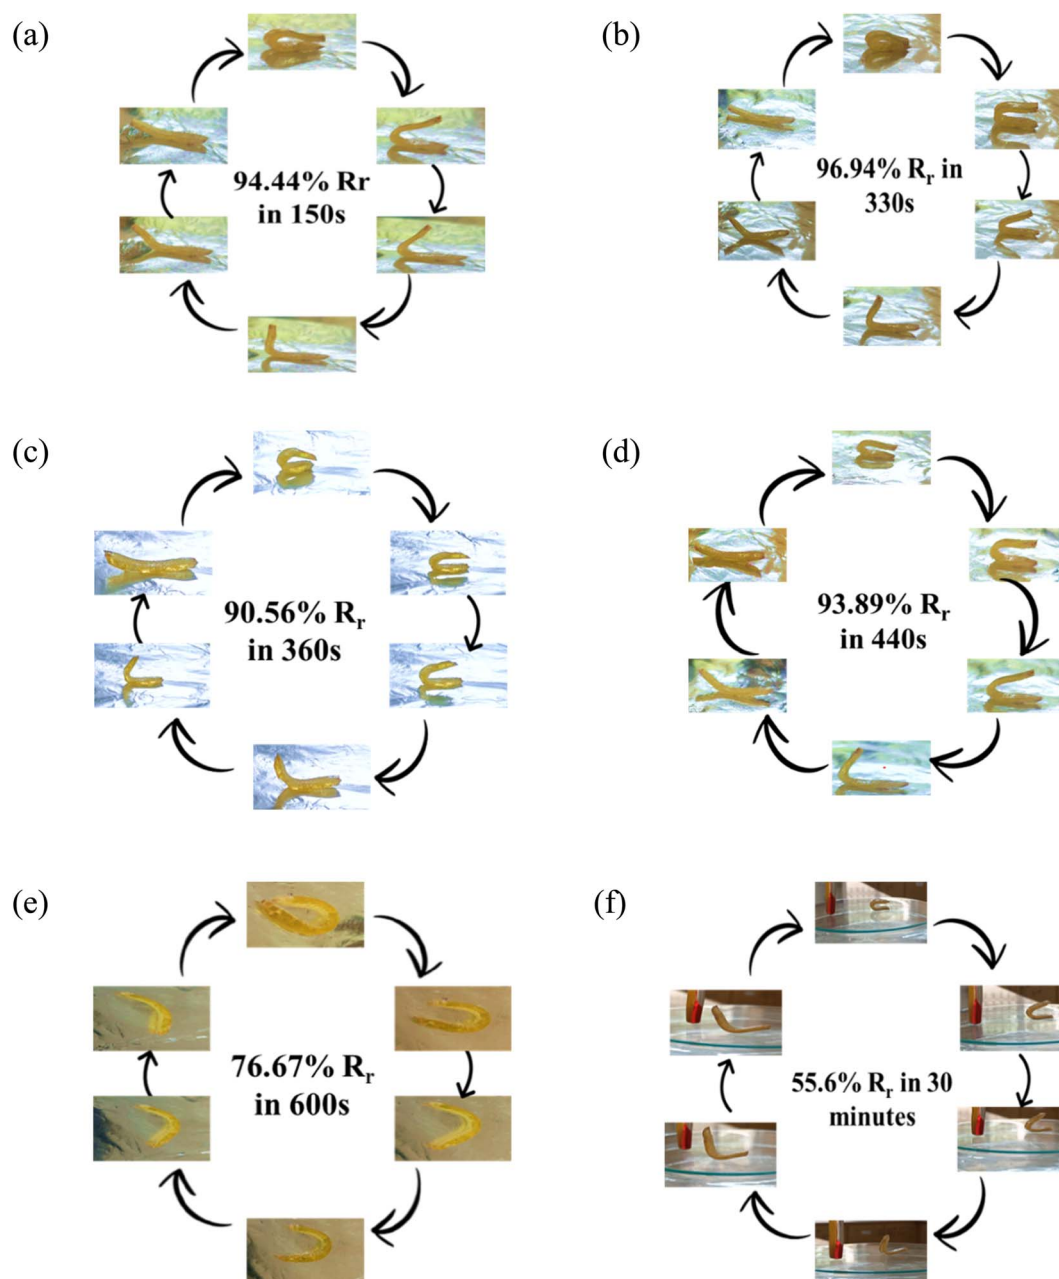 (a)
94.44% Rr
in 150s
(b)
96.94% Rr in
330s
(c)
90.56% Rr
in 360s
(d)
93.89% Rr
in 440s
(e)
76.67% Rr
in 600s
(f)
55.6% Rr in 30
minutes